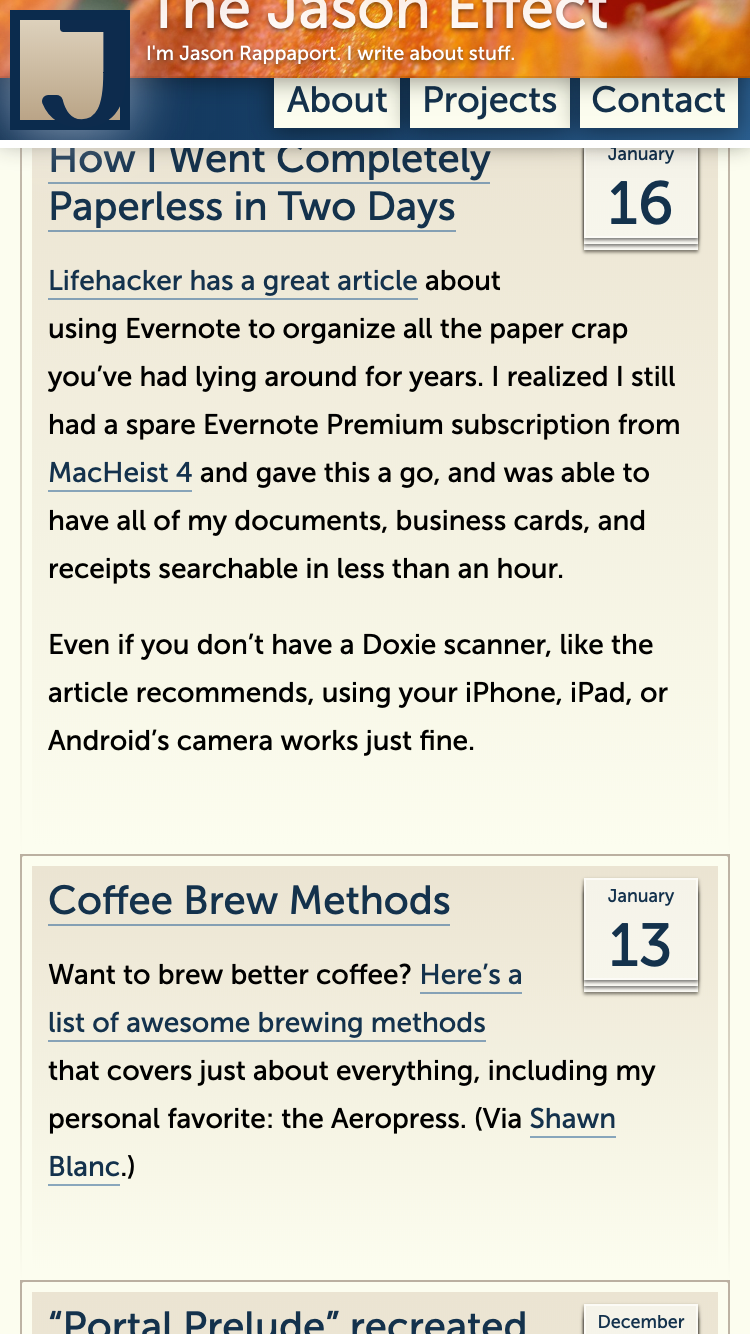 The Jason Effect
I'm Jason Rappaport. I write about stuff.
J
About Projects Contact
How I Went Completely
Paperless in Two Days
January
16
Lifehacker has a great article about
using Evernote to organize all the paper crap
you’ve had lying around for years. I realized I still
had a spare Evernote Premium subscription from
MacHeist 4 and gave this a go, and was able to
have all of my documents, business cards, and
receipts searchable in less than an hour.
Even if you don’t have a Doxie scanner, like the
article recommends, using your iPhone, iPad, or
Android’s camera works just fine.
Coffee Brew Methods
January
13
Want to brew better coffee? Here’s a
list of awesome brewing methods
that covers just about everything, including my
personal favorite: the Aeropress. (Via Shawn
Blanc.)
“Portal Prelude” recreated
December